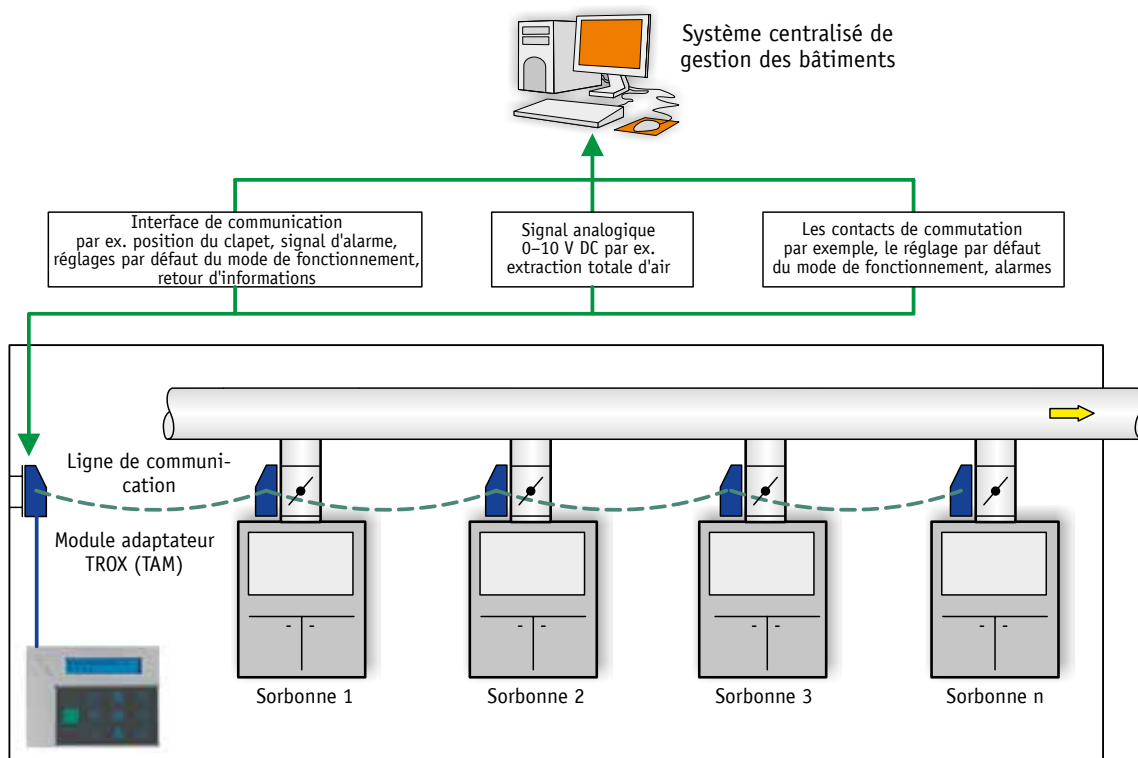 Système centralisé de
gestion des bâtiments
Interface de communication
par ex. position du clapet, signal d'alarme,
réglages par défaut du mode de fonctionnement,
retour d'informations
Signal analogique
0–10 V DC par ex.
extraction totale d'air
Les contacts de commutation
par exemple, le réglage par défaut
du mode de fonctionnement, alarmes
Ligne de communi-
cation
Module adaptateur
TROX (TAM)
Sorbonne 1
Sorbonne 2
Sorbonne 3
Sorbonne n